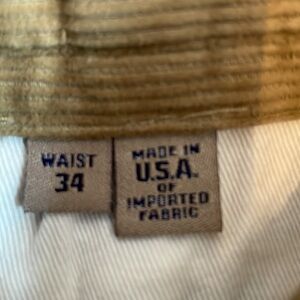 WAIST
34
MADE IN
U.S.A.
OF
IMPORTED
FABRIC